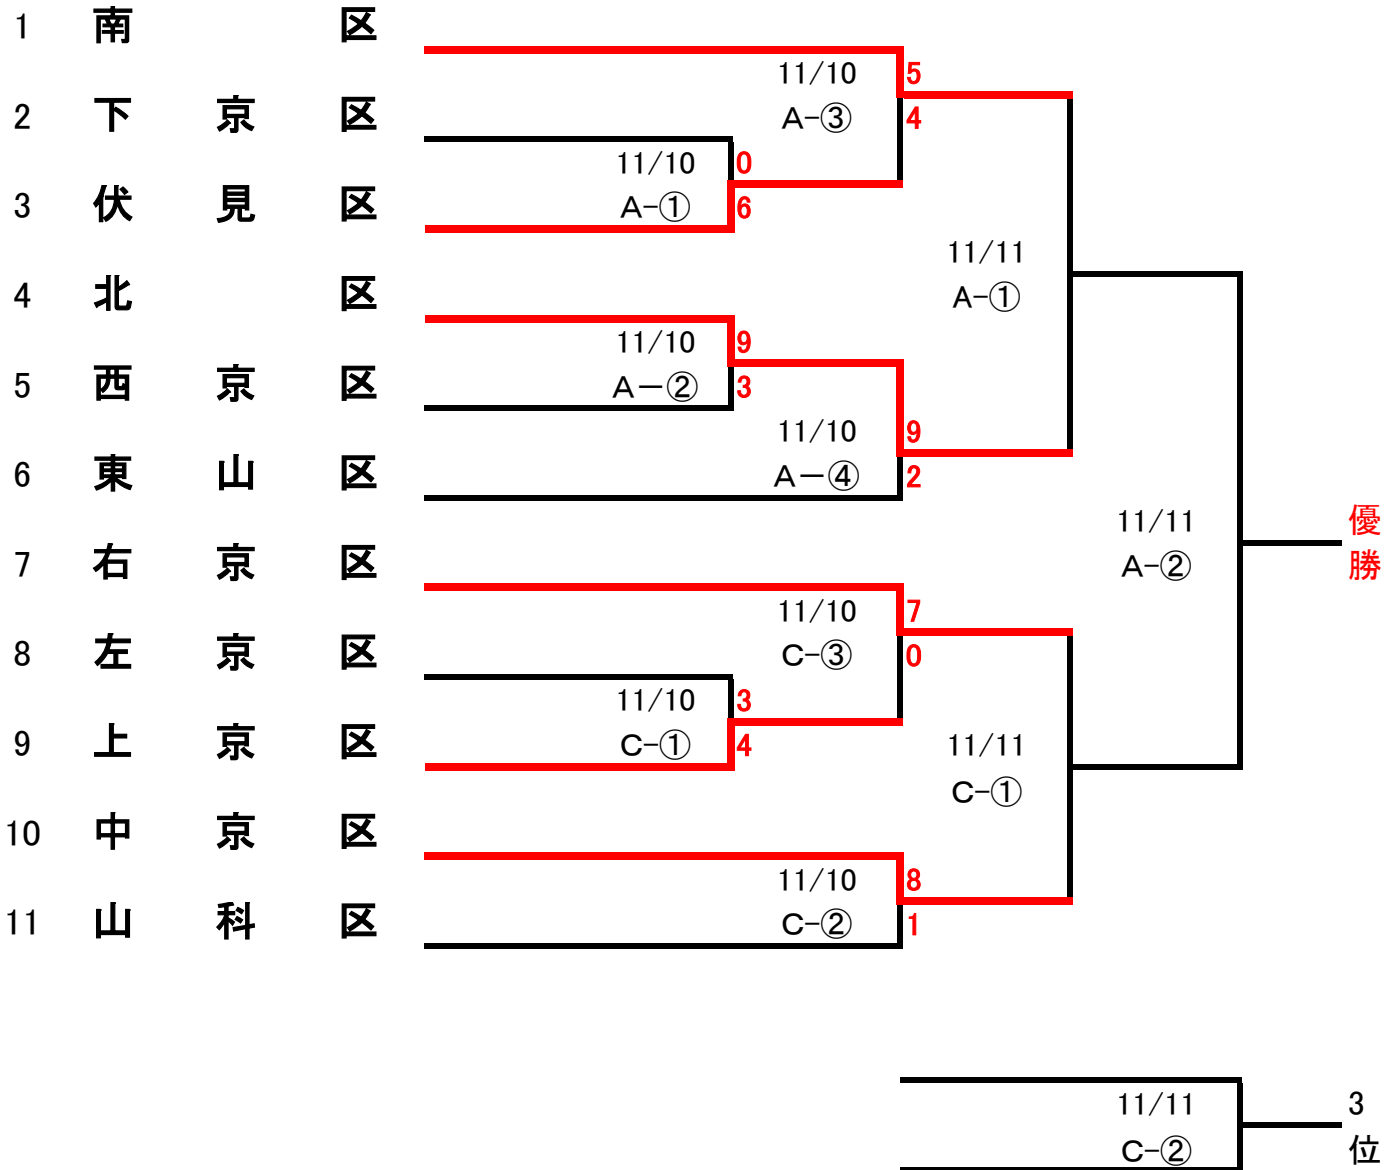 1 南 区
11/10 5
2 下 京 区
A-③ 4
11/10 0
3 伏 見 区
A-① 6
11/11
4 北 区
A-①
11/10 9
5 西 京 区
A－② 3
11/10 9
6 東 山 区
A－④ 2
11/11
優
7 右 京 区
A-②
勝
11/10 7
8 左 京 区
C-③ 0
11/10 3
9 上 京 区
C-① 4
11/11
C-①
10 中 京 区
11/10 8
11 山 科 区
C-② 1
11/11 3
C-② 位